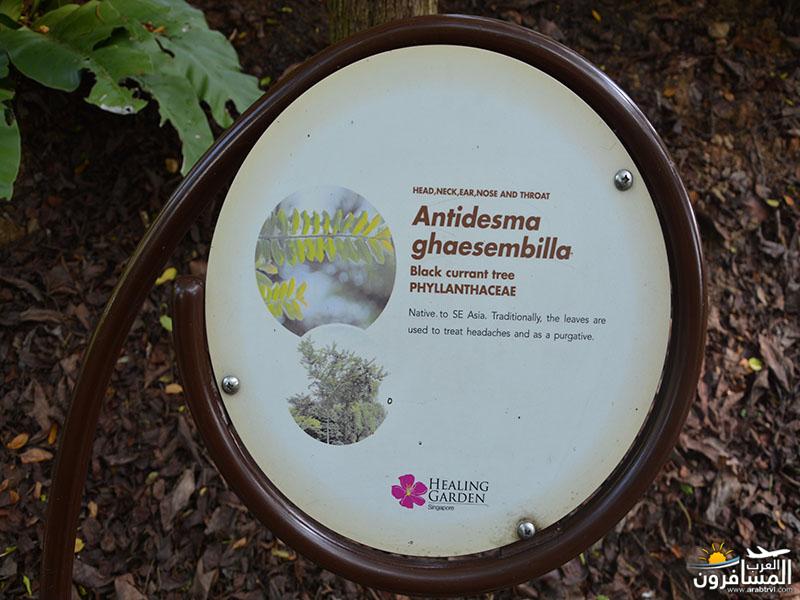 HEAD,NECK,EAR,NOSE AND THROAT
Antidesma
ghaesembilla
Black currant tree
PHYLLANTHACEAE
Native to SE Asia. Traditionally, the leaves are
used to treat headaches and as a purgative.
HEALING
GARDEN
Singapore
العرب
المسافرون
www.arabtrvl.com